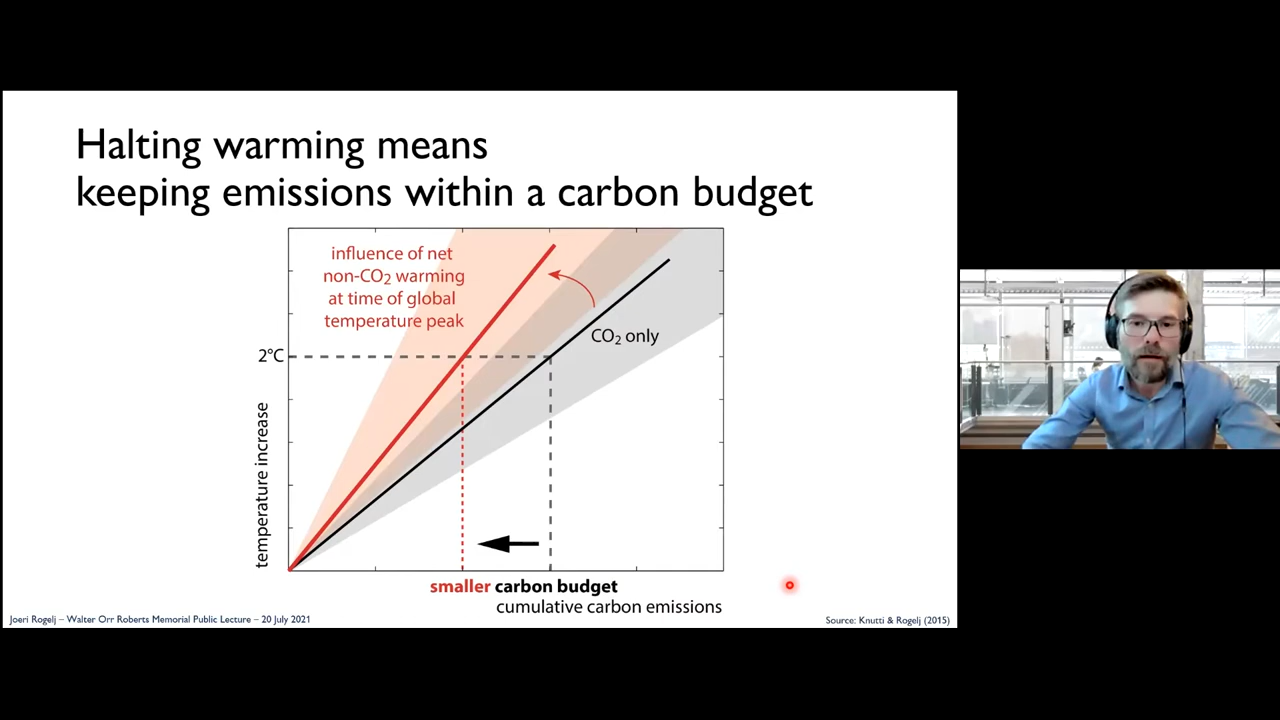 Halting warming means
keeping emissions within a carbon budget
influence of net
non-CO₂ warming
at time of global
temperature peak
CO₂ only
2°C
temperature increase
smaller carbon budget
cumulative carbon emissions
Joeri Rogelj – Walter Orr Roberts Memorial Public Lecture – 20 July 2021
Source: Knutti & Rogelj (2015)